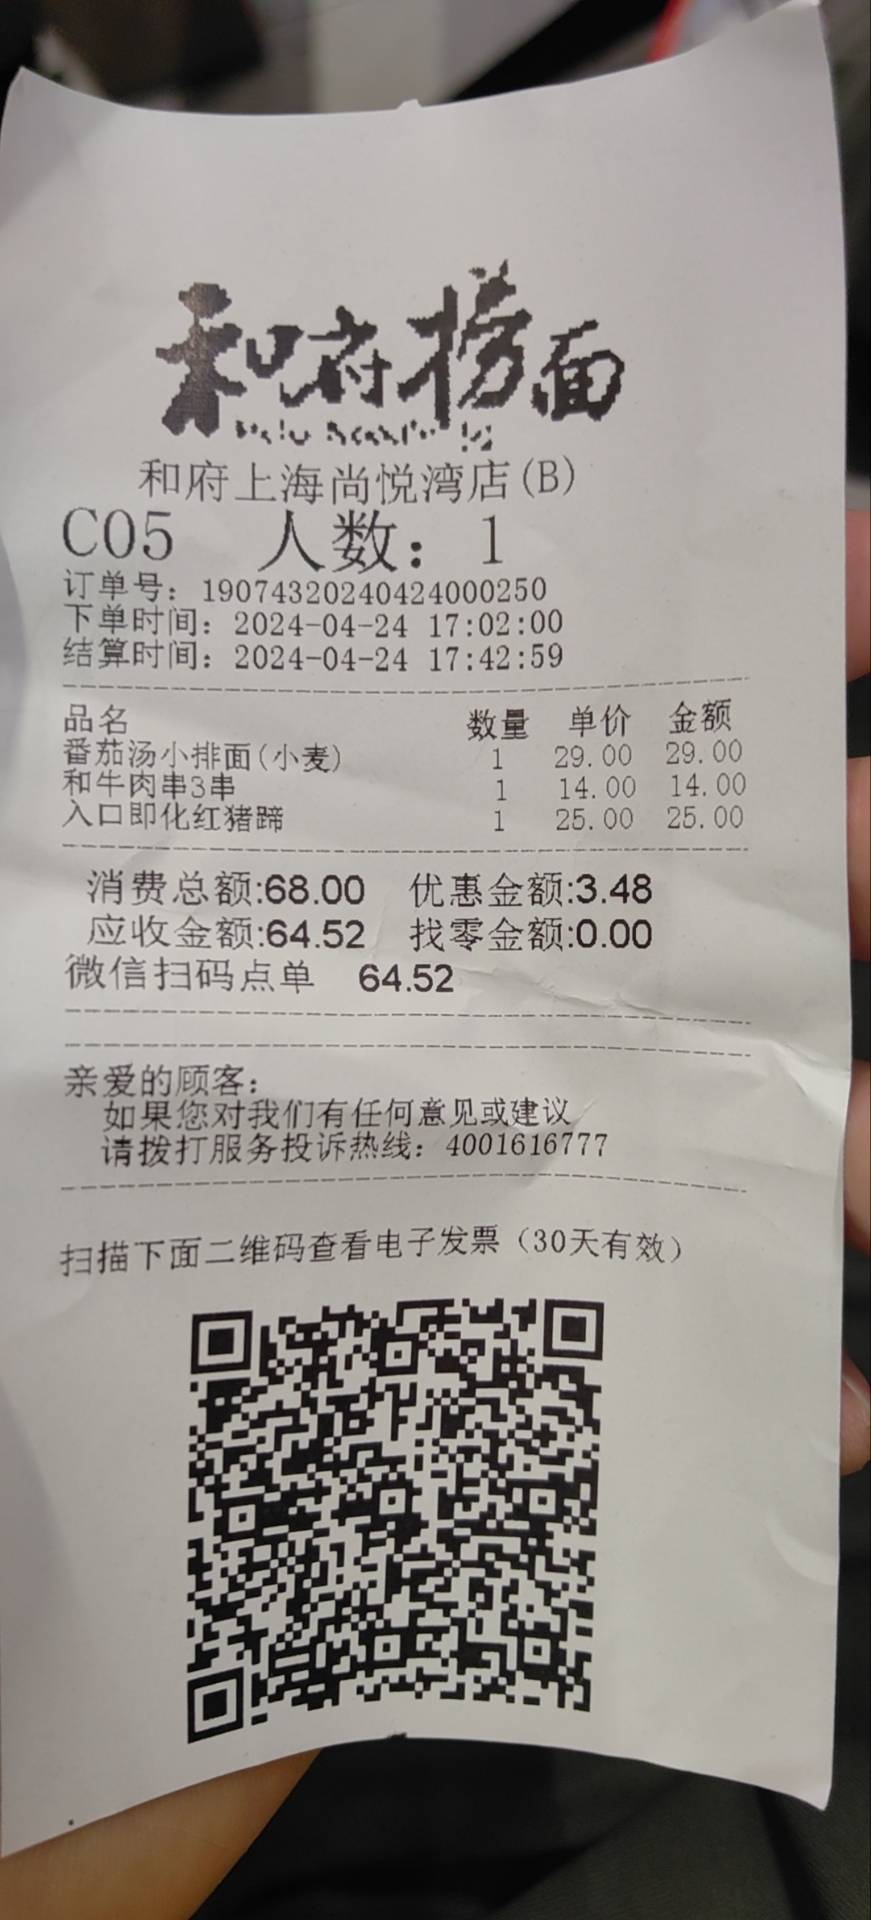 和府捞面
和府上海尚悦湾店(B)
C05 人数：1
订单号：19074320240424000250
下单时间：2024-04-24 17:02:00
结算时间：2024-04-24 17:42:59
品名 数量 单价 金额
番茄汤小排面(小麦) 1 29.00 29.00
和牛肉串3串 1 14.00 14.00
入口即化红猪蹄 1 25.00 25.00
消费总额:68.00 优惠金额:3.48
应收金额:64.52 找零金额:0.00
微信扫码点单 64.52
亲爱的顾客：
如果您对我们有任何意见或建议
请拨打服务投诉热线：4001616777
扫描下面二维码查看电子发票（30天有效）